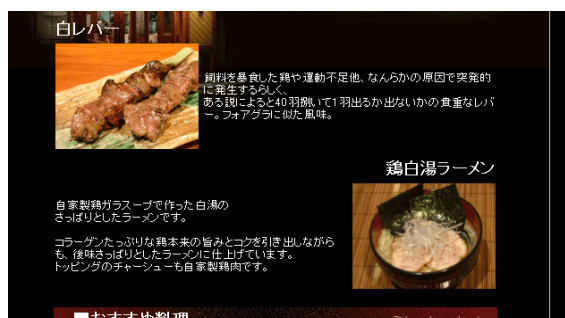 白レバー
飼料を暴食した鶏や運動不足他、なんらかの原因で突発的
に発生するらしく、
ある説によると40羽捌いて1羽出るか出ないかの貴重なレバ
ー。フォアグラに似た風味。
鶏白湯ラーメン
自家製鶏ガラスープで作った白湯の
さっぱりとしたラーメンです。
コラーゲンたっぷりな鶏本来の旨みとコクを引き出しながら
も、後味さっぱりとしたラーメンに仕上げています。
トッピングのチャーシューも自家製鶏肉です。
■おすすめ料理